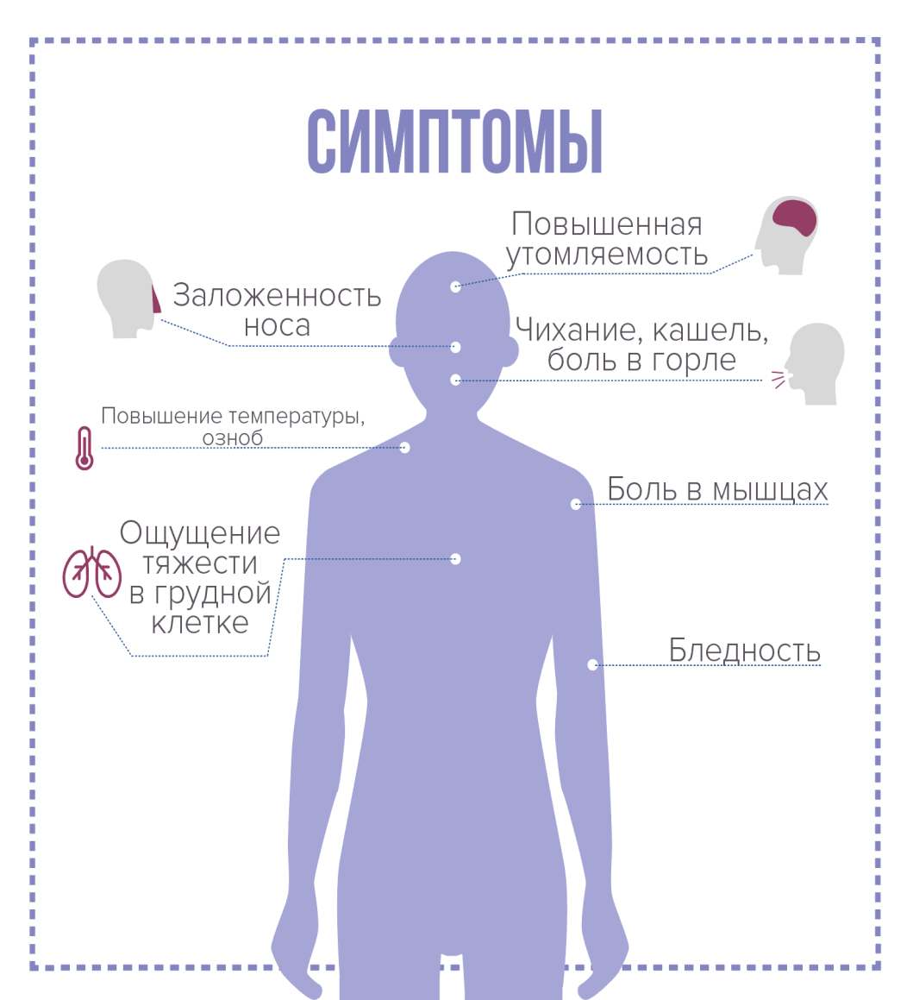 СИМПТОМЫ
Повышенная
утомляемость
Заложенность
носа
Чихание, кашель,
боль в горле
Повышение температуры,
озноб
Боль в мышцах
Ощущение
тяжести
в грудной
клетке
Бледность